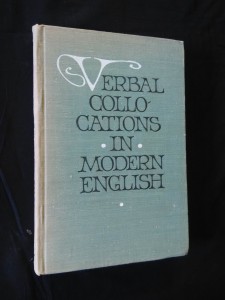 VERBAL
COLLO-
CATIONS
• IN •
MODERN
ENGLISH